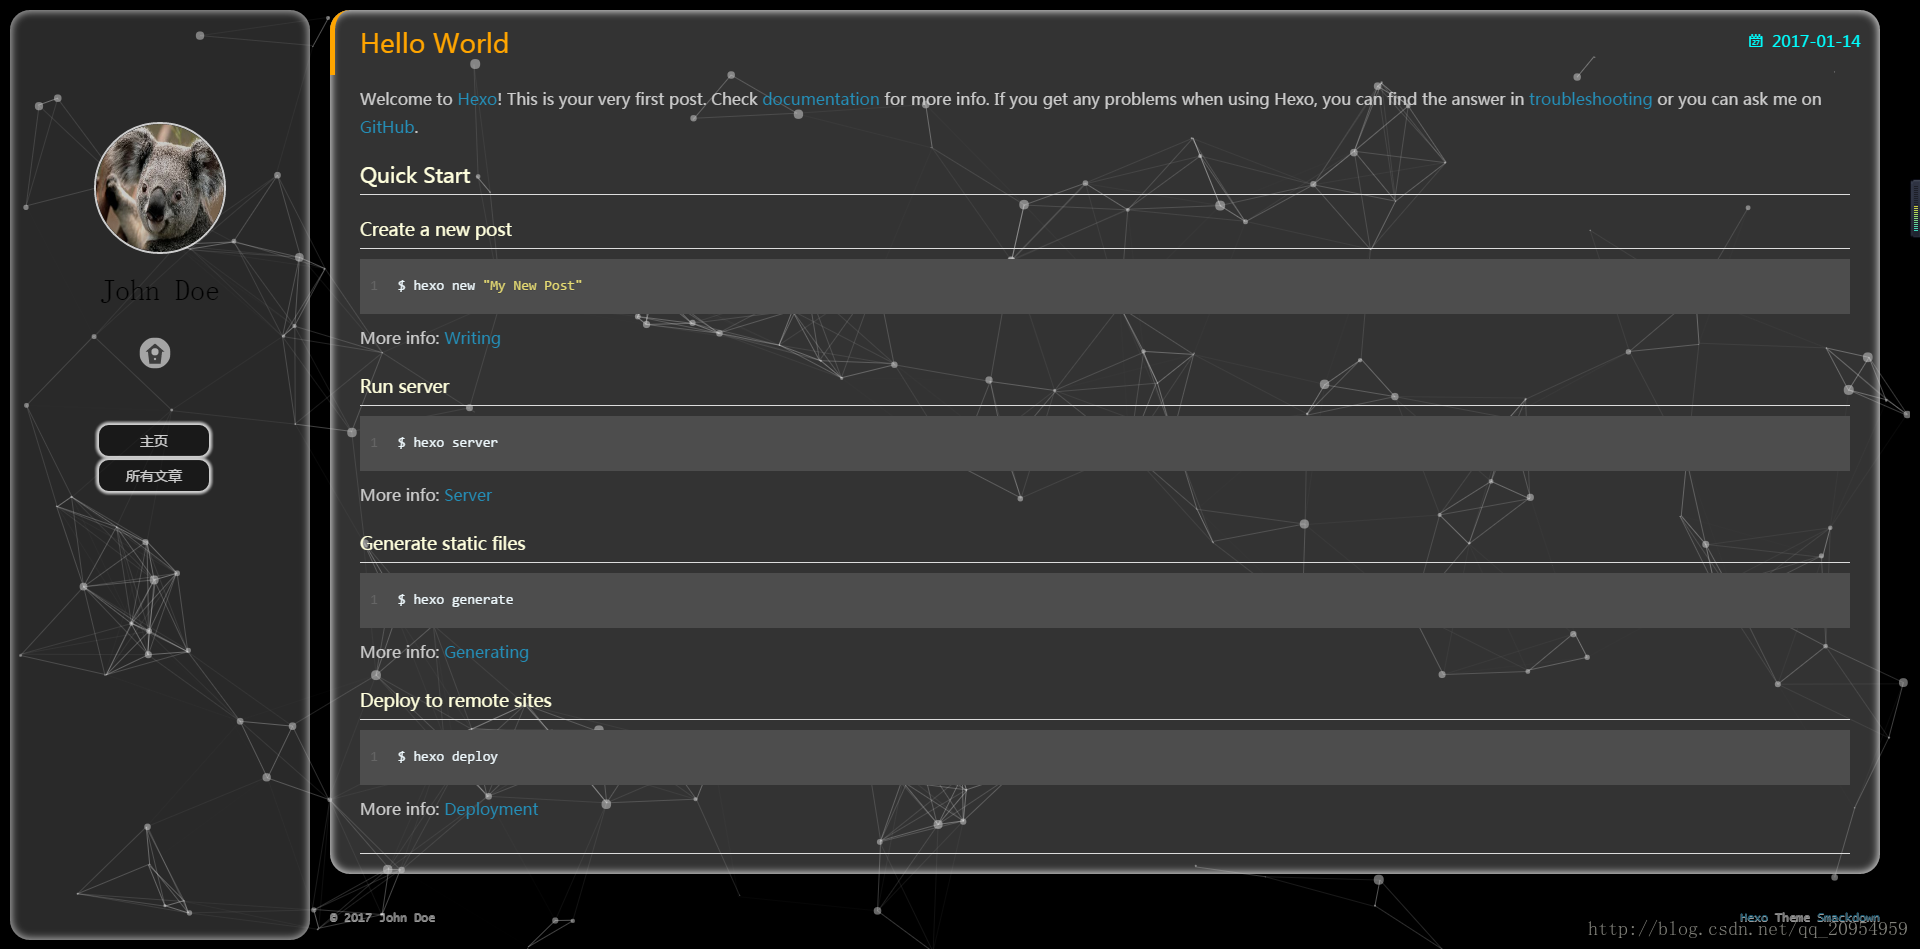 John Doe
主页
所有文章
Hello World
2017-01-14
Welcome to Hexo! This is your very first post. Check documentation for more info. If you get any problems when using Hexo, you can find the answer in troubleshooting or you can ask me on
GitHub.
Quick Start
Create a new post
1 $ hexo new "My New Post"
More info: Writing
Run server
1 $ hexo server
More info: Server
Generate static files
1 $ hexo generate
More info: Generating
Deploy to remote sites
1 $ hexo deploy
More info: Deployment
© 2017 John Doe
Hexo Theme Smackdown
http://blog.csdn.net/qq_20954959